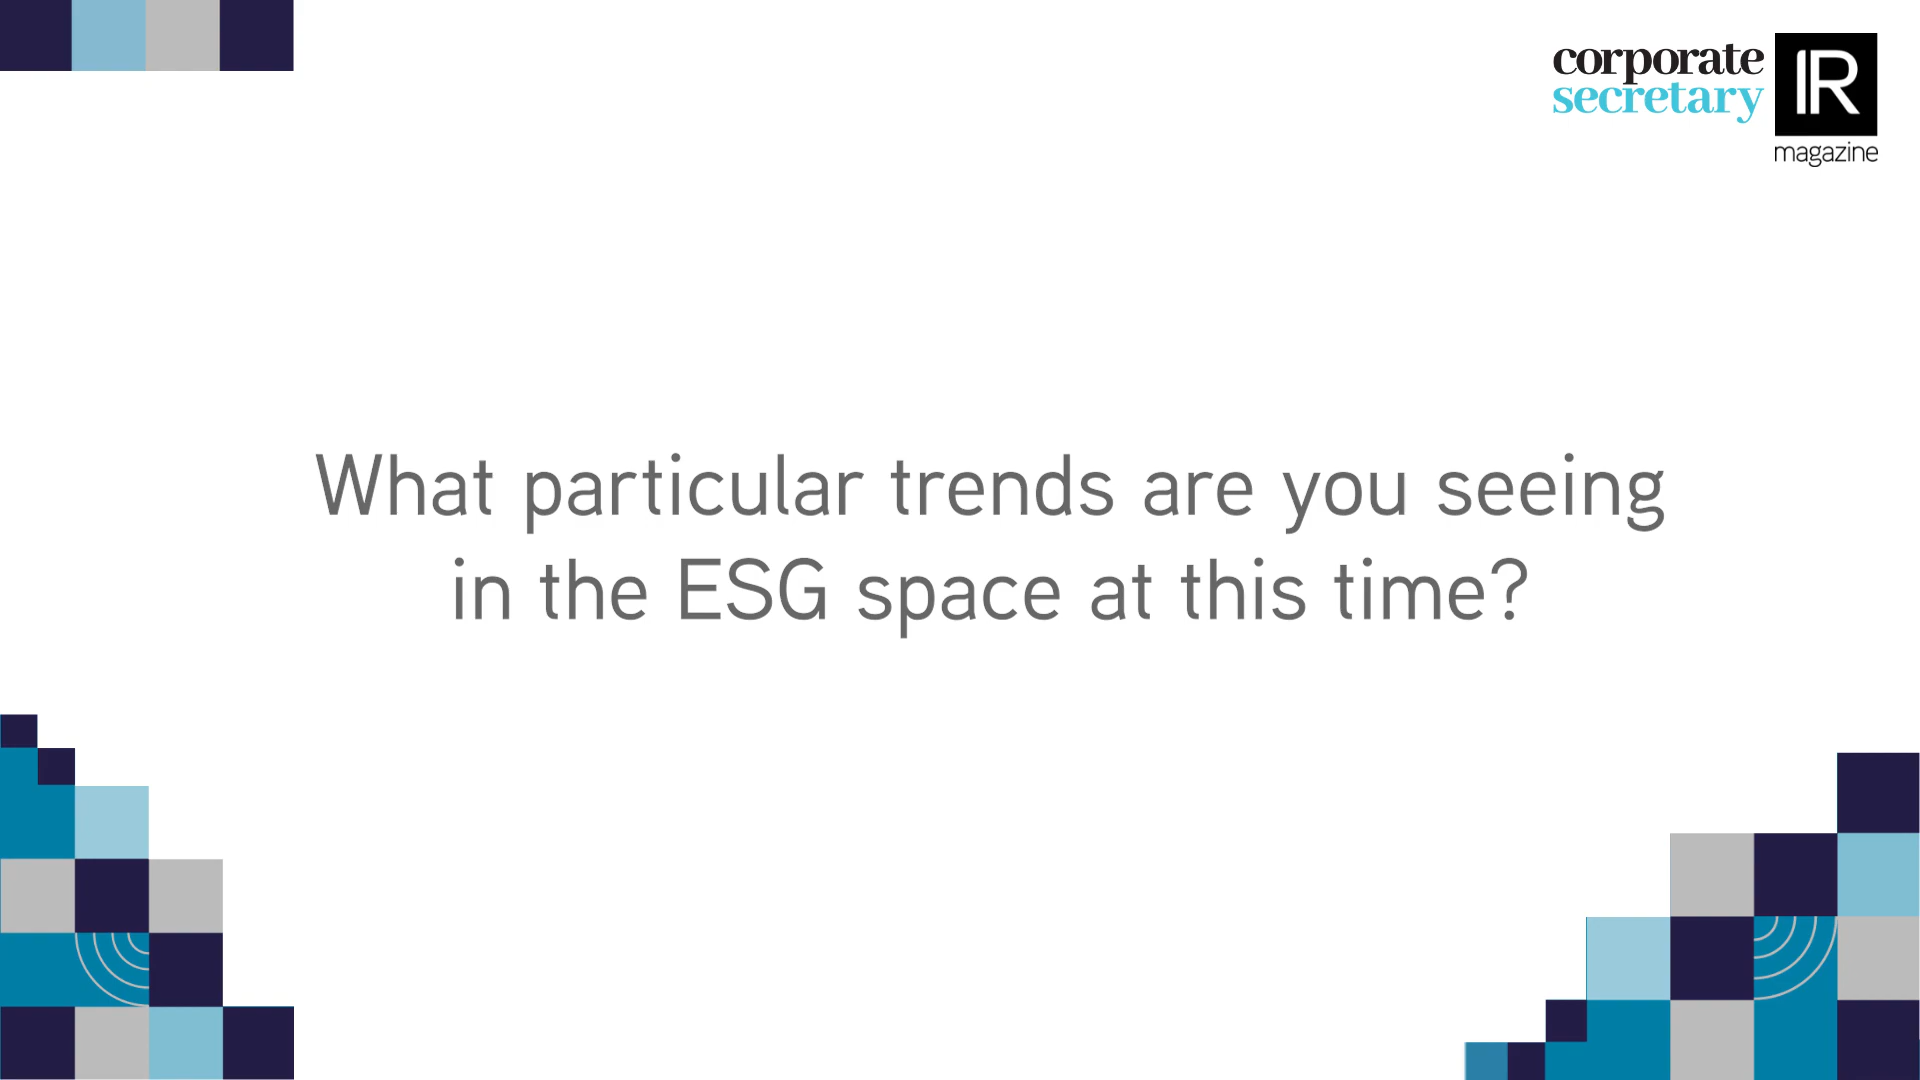 corporate
secretary
IR
magazine
What particular trends are you seeing
in the ESG space at this time?